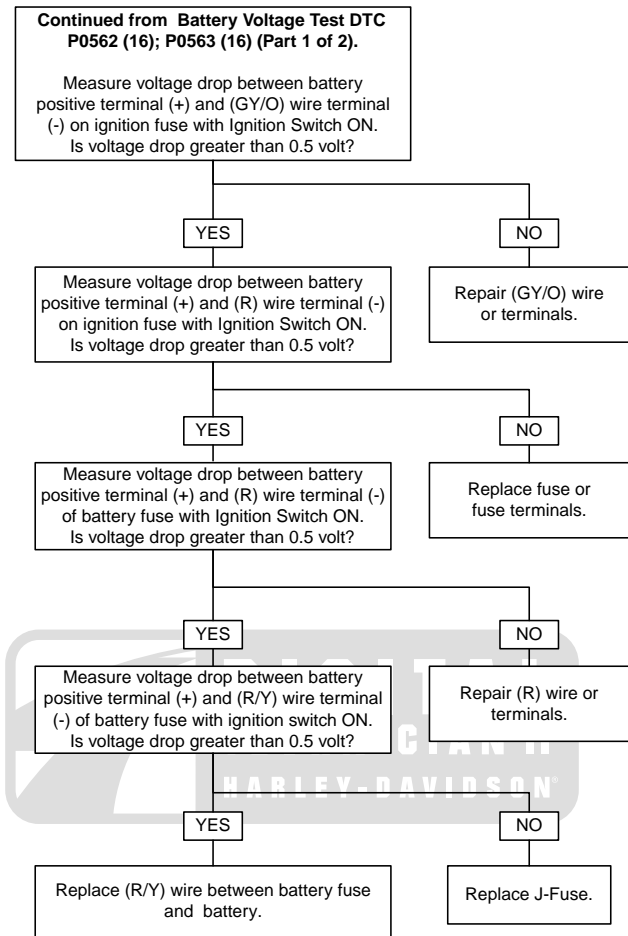 Continued from Battery Voltage Test DTC
P0562 (16); P0563 (16) (Part 1 of 2).
Measure voltage drop between battery
positive terminal (+) and (GY/O) wire terminal
(-) on ignition fuse with Ignition Switch ON.
Is voltage drop greater than 0.5 volt?
YES
NO
Measure voltage drop between battery
positive terminal (+) and (R) wire terminal (-)
on ignition fuse with Ignition Switch ON.
Is voltage drop greater than 0.5 volt?
Repair (GY/O) wire
or terminals.
YES
NO
Measure voltage drop between battery
positive terminal (+) and (R) wire terminal (-)
of battery fuse with Ignition Switch ON.
Is voltage drop greater than 0.5 volt?
Replace fuse or
fuse terminals.
YES
NO
Measure voltage drop between battery
positive terminal (+) and (R/Y) wire terminal
(-) of battery fuse with ignition switch ON.
Is voltage drop greater than 0.5 volt?
Repair (R) wire or
terminals.
HARLEY-DAVIDSON®
YES
NO
Replace (R/Y) wire between battery fuse
and battery.
Replace J-Fuse.